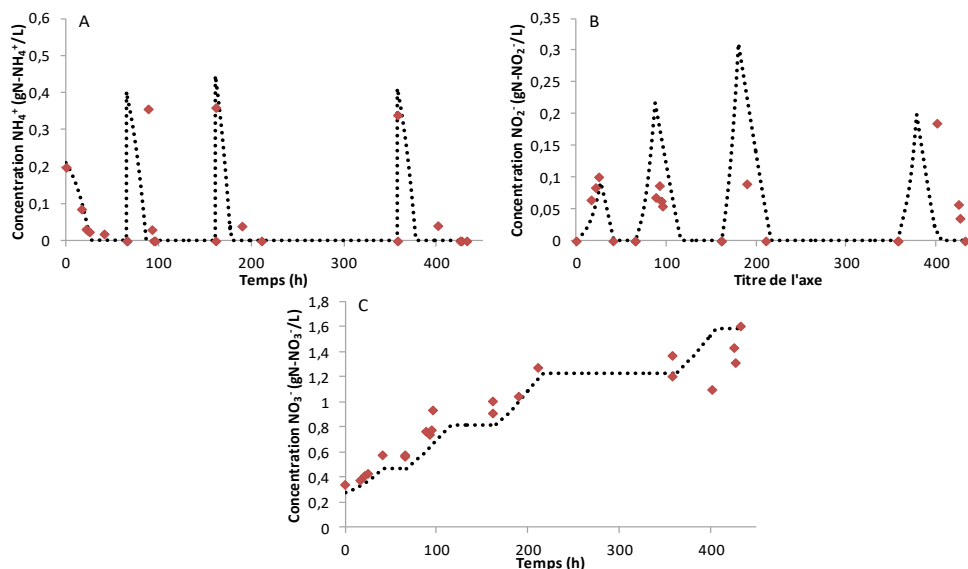 A
Concentration NH₄⁺ (gN-NH₄⁺/L)
0,6
0,5
0,4
0,3
0,2
0,1
0
0 100 200 300 400
Temps (h)
B
Concentration NO₂⁻ (gN-NO₂⁻/L)
0,35
0,3
0,25
0,2
0,15
0,1
0,05
0
0 100 200 300 400
Titre de l'axe
C
Concentration NO₃⁻ (gN-NO₃⁻/L)
1,8
1,6
1,4
1,2
1
0,8
0,6
0,4
0,2
0
0 100 200 300 400
Temps (h)